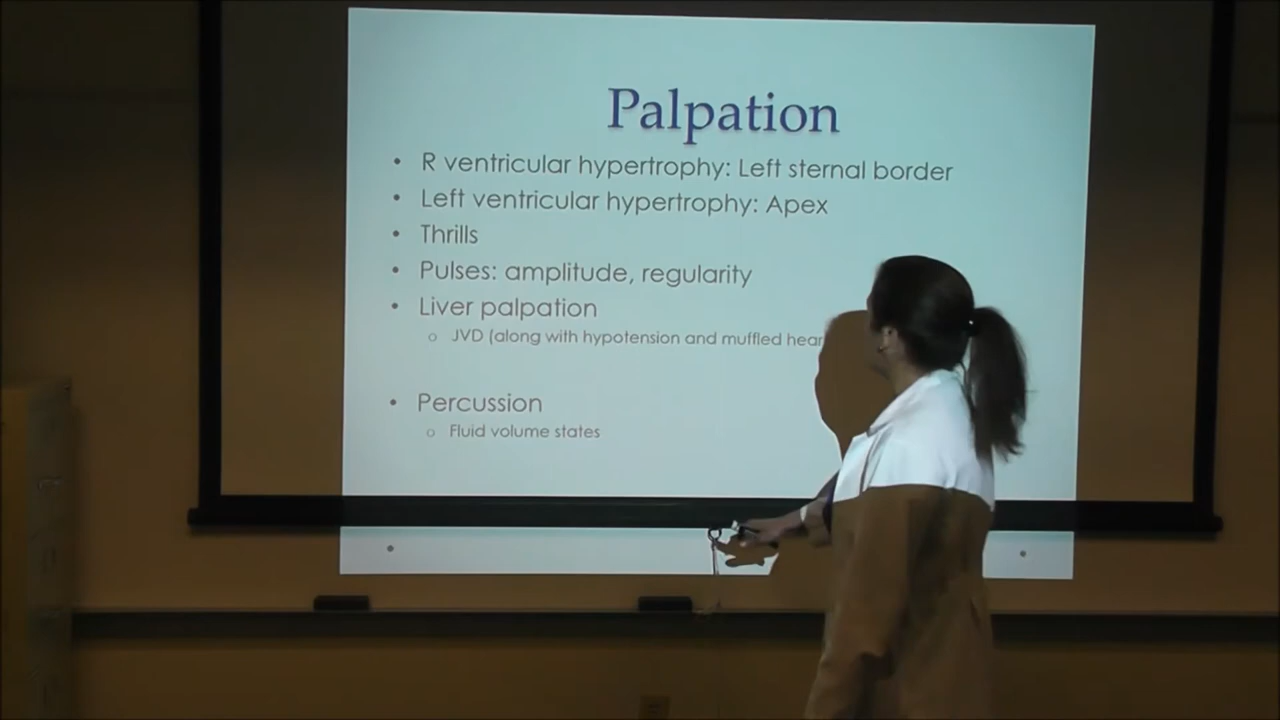 Palpation
• R ventricular hypertrophy: Left sternal border
• Left ventricular hypertrophy: Apex
• Thrills
• Pulses: amplitude, regularity
• Liver palpation
o JVD (along with hypotension and muffled
• Percussion
o Fluid volume states